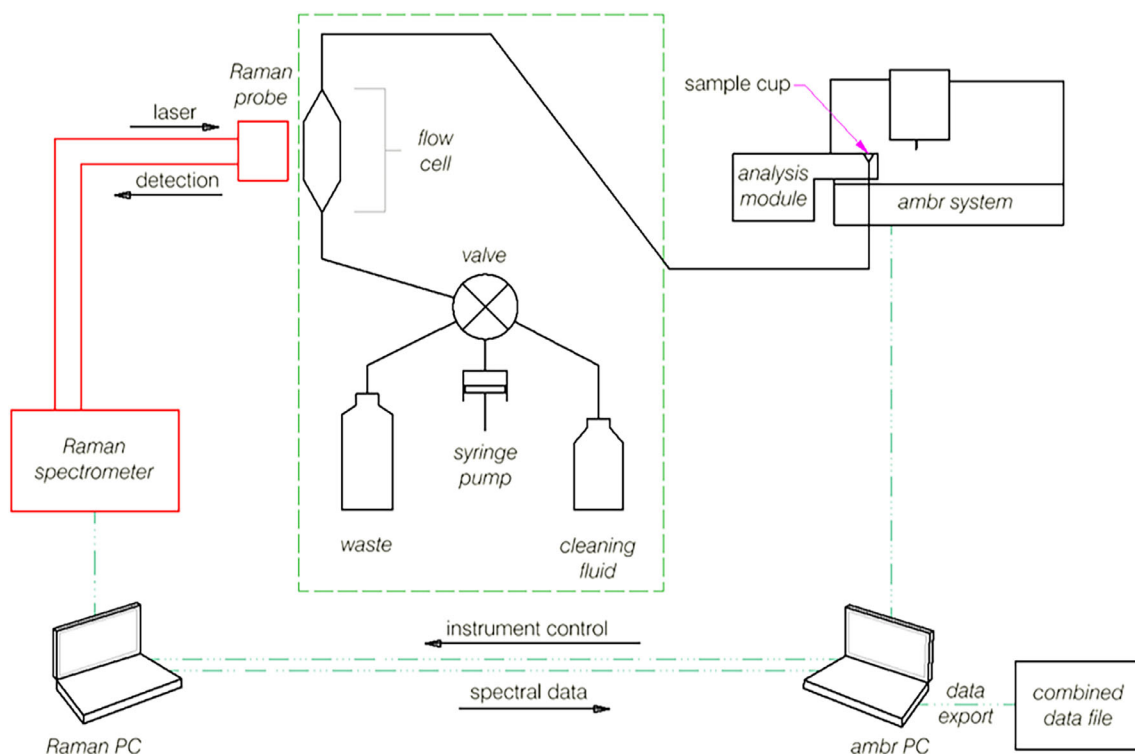 Raman
probe
laser
detection
flow
cell
sample cup
analysis
module
ambr system
valve
Raman
spectrometer
syringe
pump
waste
cleaning
fluid
instrument control
spectral data
data
export
combined
data file
Raman PC
ambr PC